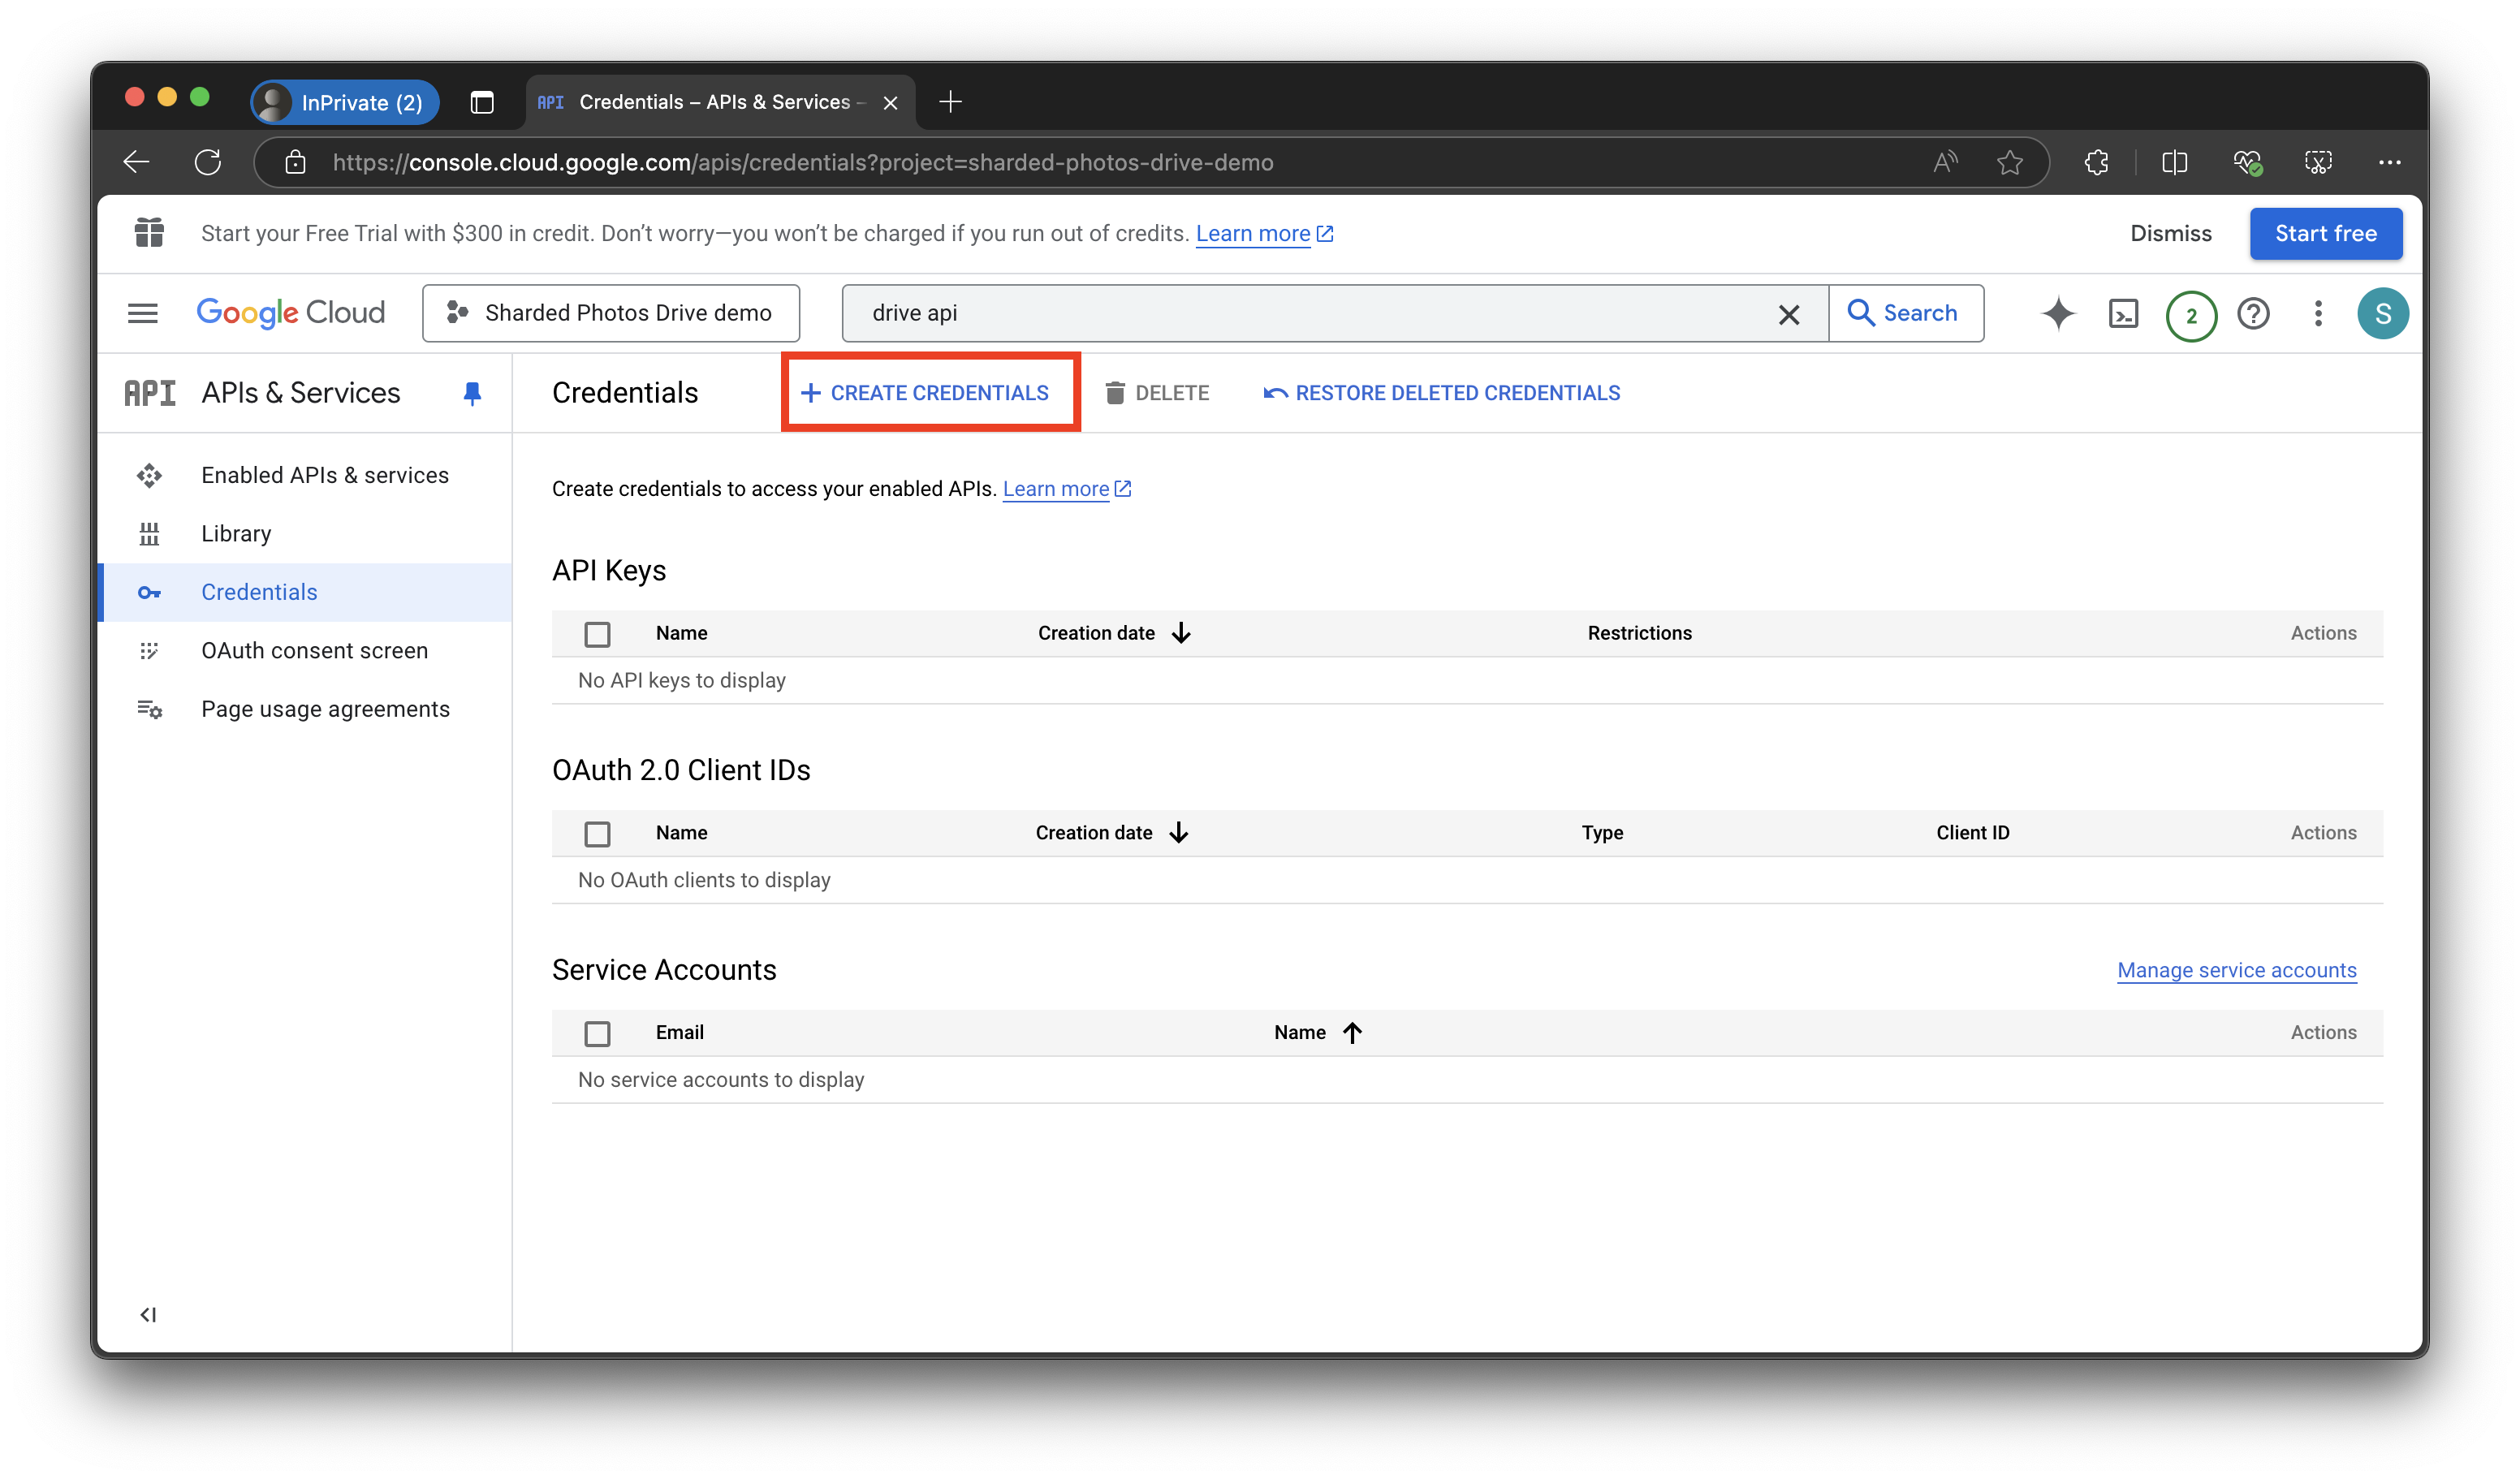 InPrivate (2)
API Credentials – APIs & Services –
https://console.cloud.google.com/apis/credentials?project=sharded-photos-drive-demo
Start your Free Trial with $300 in credit. Don’t worry—you won’t be charged if you run out of credits. Learn more
Dismiss
Start free
Google Cloud
Sharded Photos Drive demo
drive api
Search
2
S
API APIs & Services
Credentials
CREATE CREDENTIALS
DELETE
RESTORE DELETED CREDENTIALS
Enabled APIs & services
Library
Credentials
OAuth consent screen
Page usage agreements
Create credentials to access your enabled APIs. Learn more
API Keys
Name Creation date Restrictions Actions
No API keys to display
OAuth 2.0 Client IDs
Name Creation date Type Client ID Actions
No OAuth clients to display
Service Accounts
Manage service accounts
Email Name Actions
No service accounts to display